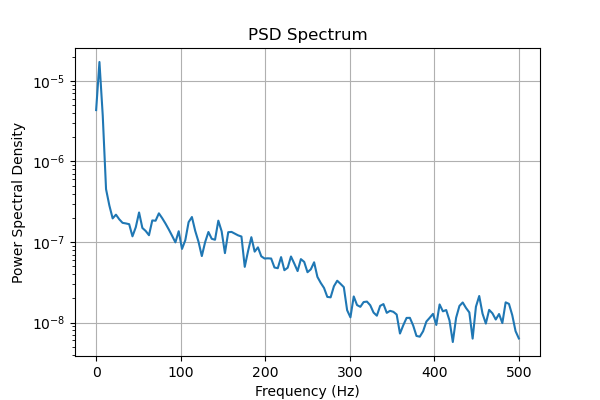 PSD Spectrum
Power Spectral Density
10⁻⁵
10⁻⁶
10⁻⁷
10⁻⁸
0 100 200 300 400 500
Frequency (Hz)